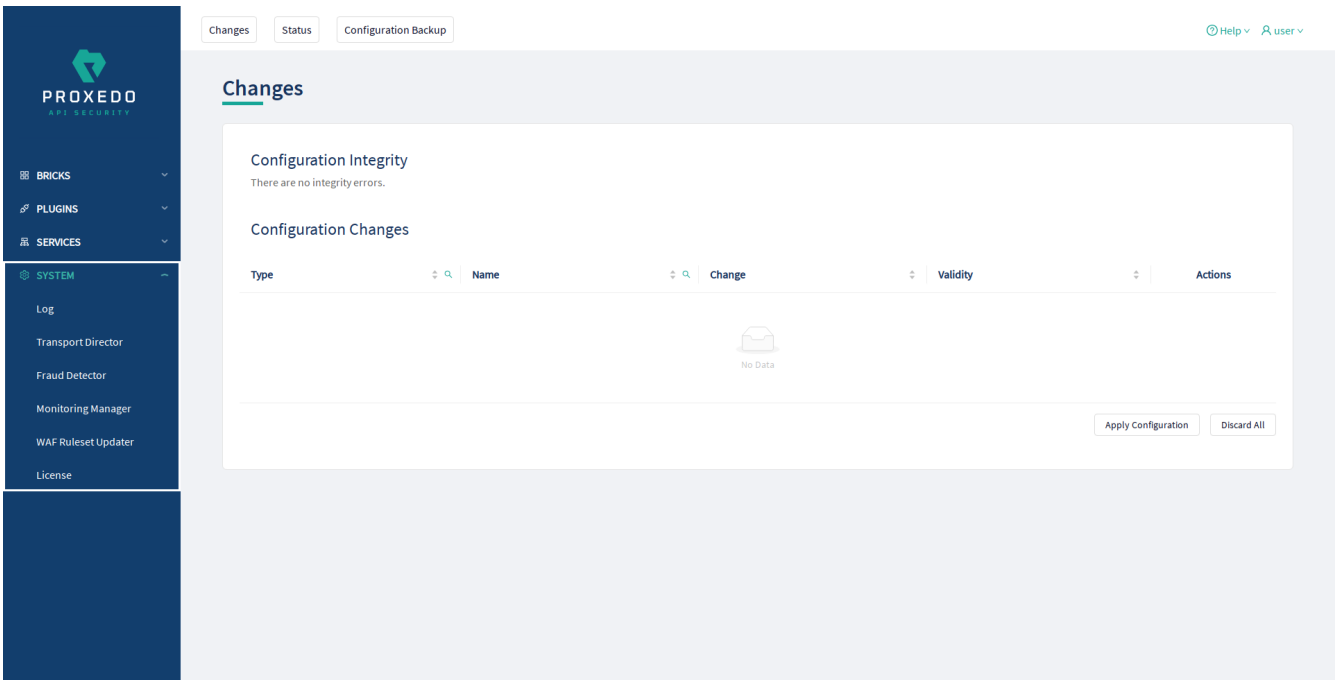 Changes Status Configuration Backup Help user
PROXEDO
API SECURITY
BRICKS
PLUGINS
SERVICES
SYSTEM
Log
Transport Director
Fraud Detector
Monitoring Manager
WAF Ruleset Updater
License
Changes
Configuration Integrity
There are no integrity errors.
Configuration Changes
Type Name Change Validity Actions
No Data
Apply Configuration Discard All